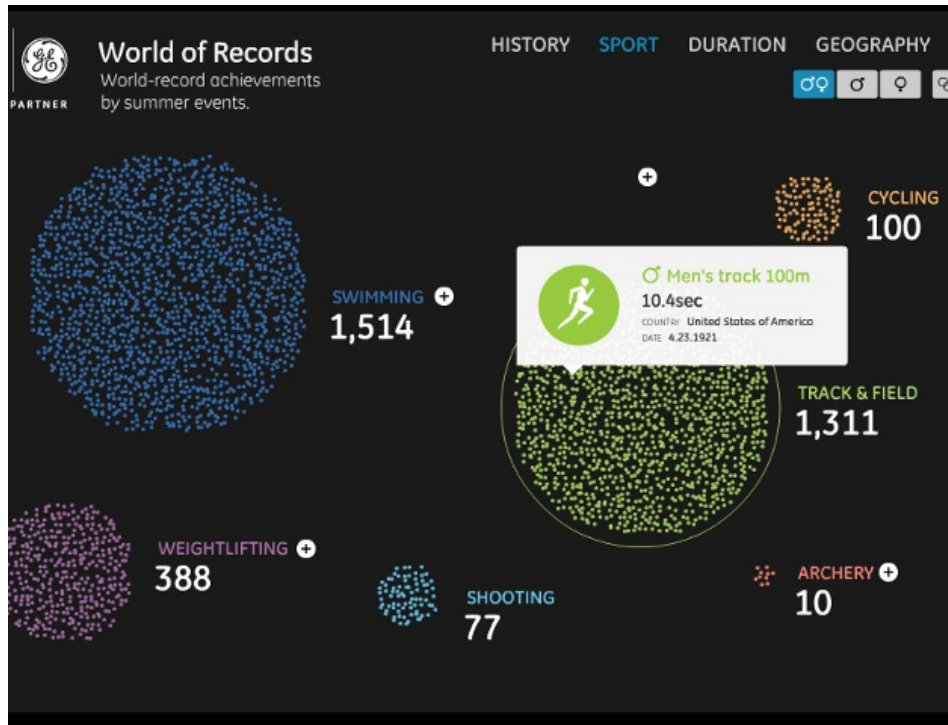 World of Records
World-record achievements
by summer events.
PARTNER
HISTORY SPORT DURATION GEOGRAPHY
CYCLING
100
Men's track 100m
10.4sec
COUNTRY United States of America
DATE 4.23.1921
SWIMMING
1,514
TRACK & FIELD
1,311
WEIGHTLIFTING
388
SHOOTING
77
ARCHERY
10